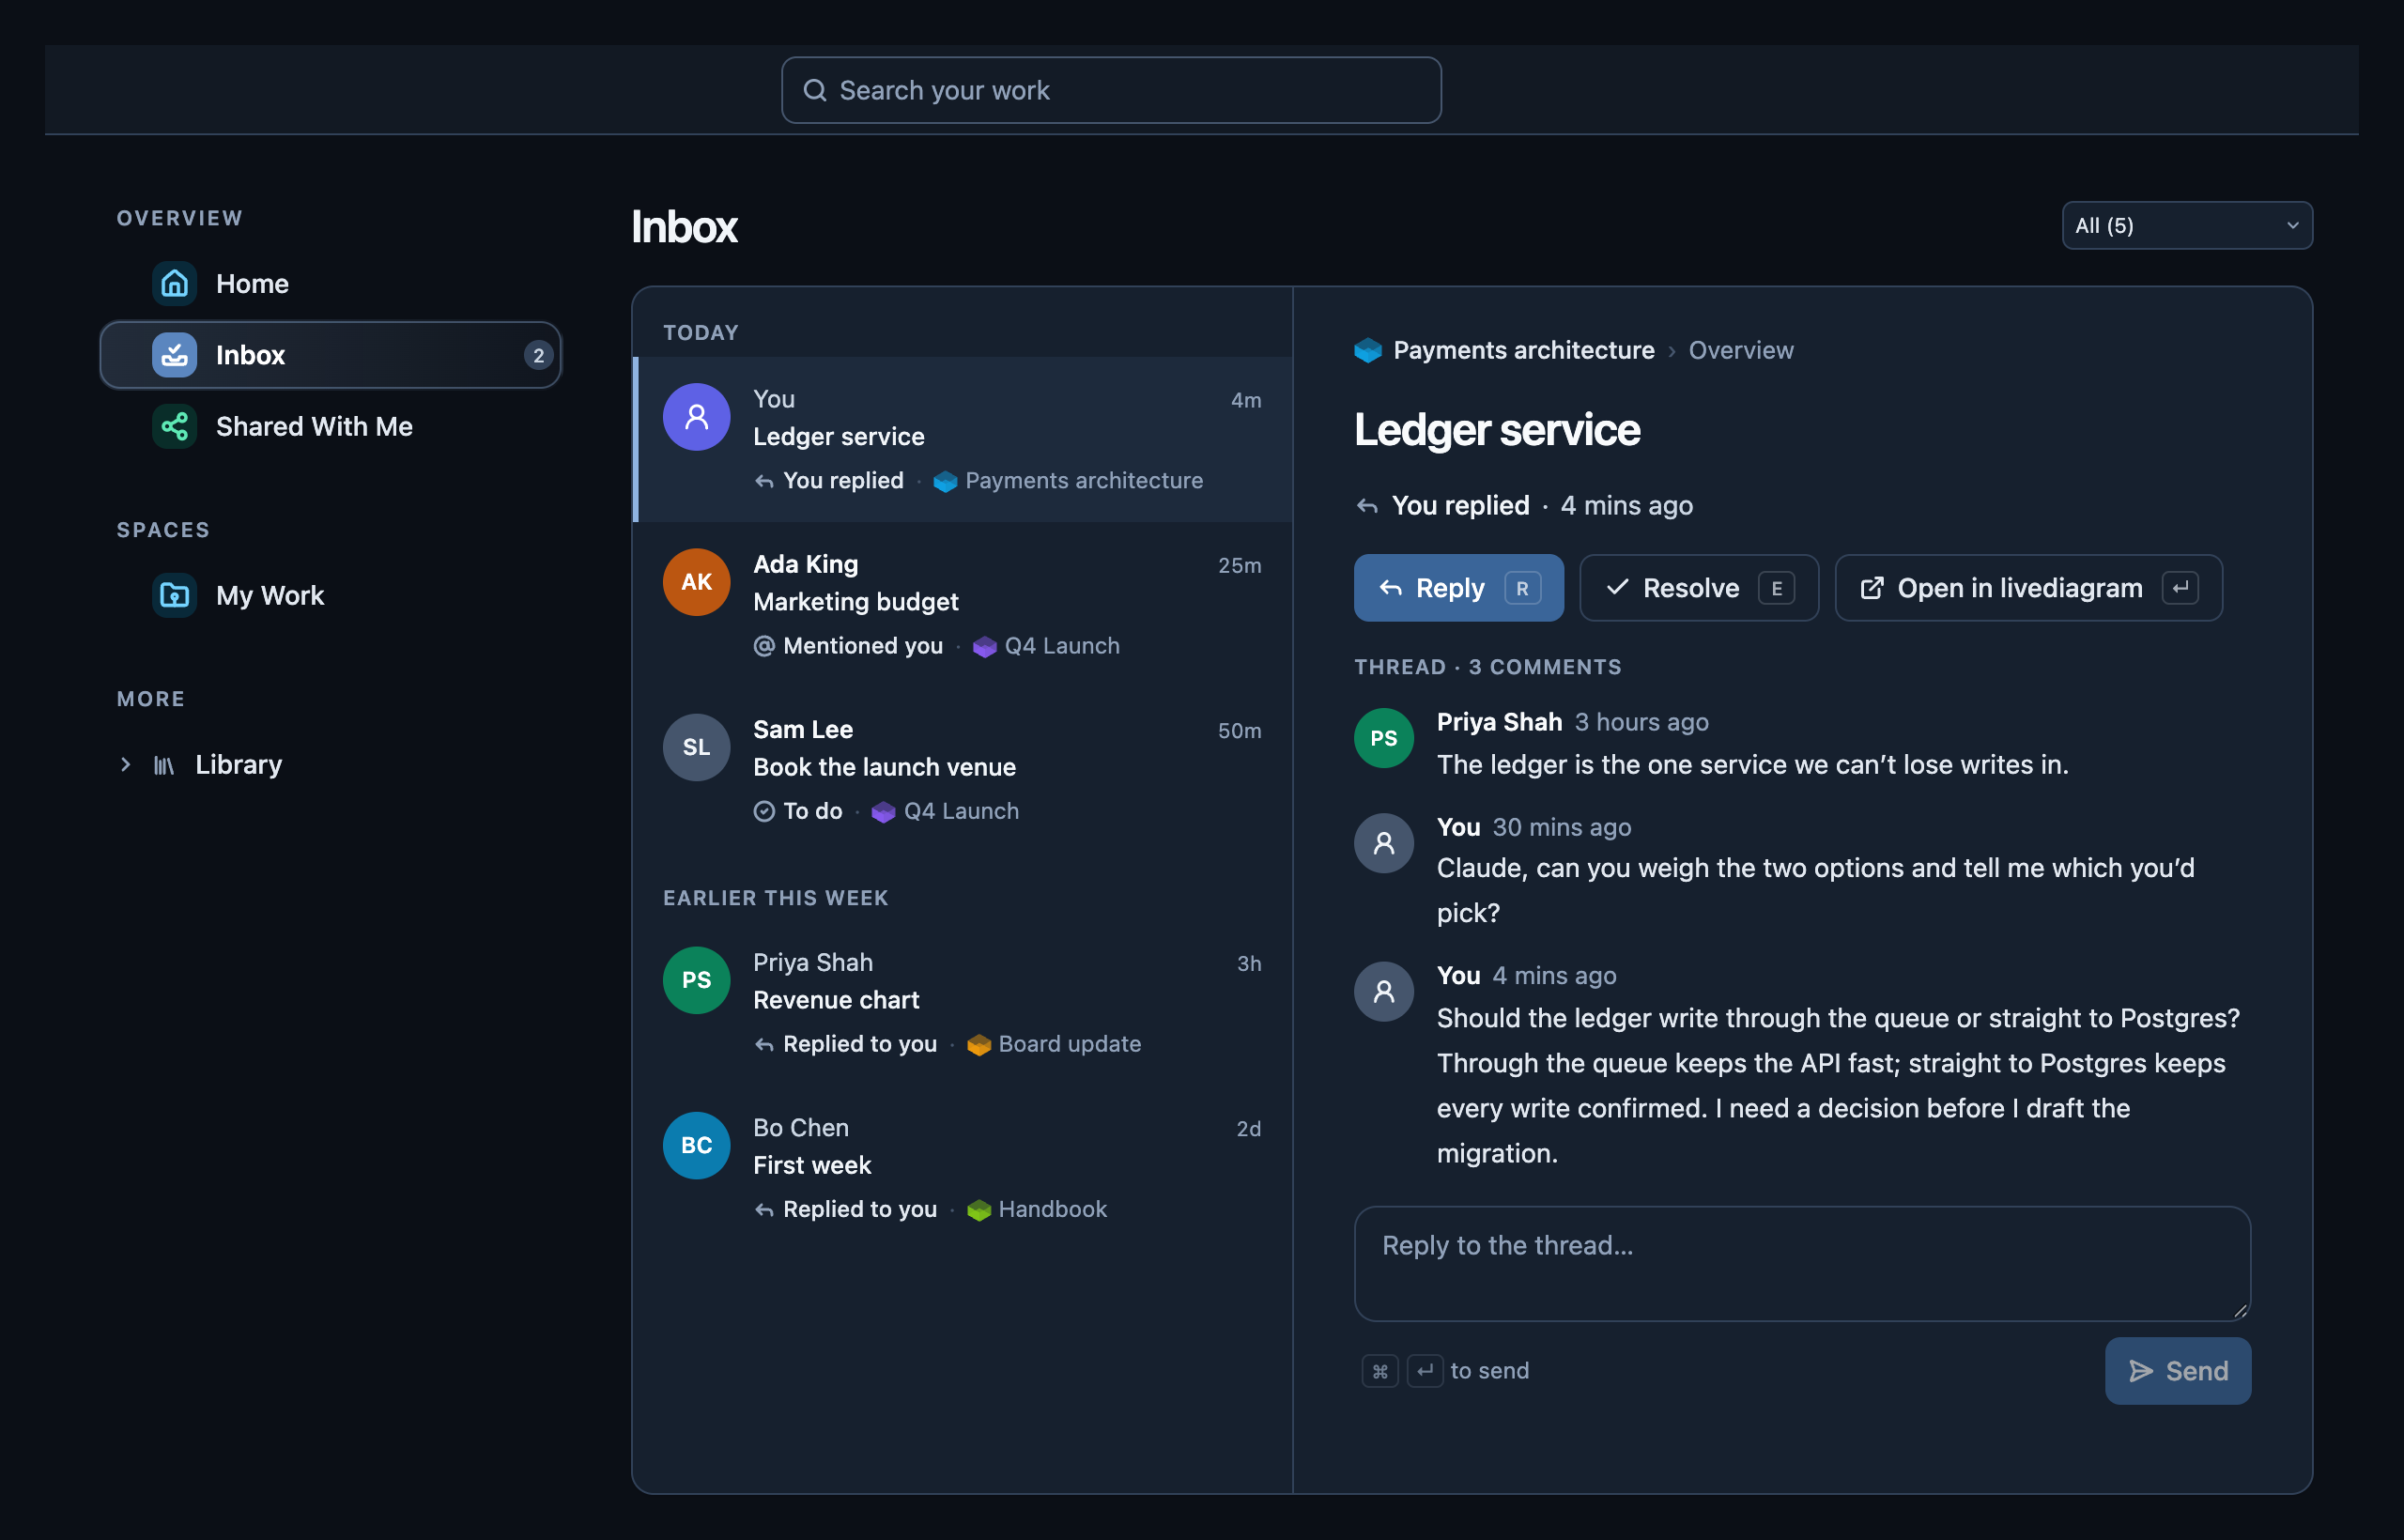 Search your work
OVERVIEW
Home
Inbox 2
Shared With Me
SPACES
My Work
MORE
Library
Inbox
All (5)
TODAY
You 4m
Ledger service
You replied · Payments architecture
AK
Ada King 25m
Marketing budget
@ Mentioned you · Q4 Launch
SL
Sam Lee 50m
Book the launch venue
To do · Q4 Launch
EARLIER THIS WEEK
PS
Priya Shah 3h
Revenue chart
Replied to you · Board update
BC
Bo Chen 2d
First week
Replied to you · Handbook
Payments architecture › Overview
Ledger service
You replied · 4 mins ago
Reply R
Resolve E
Open in livediagram ↵
THREAD · 3 COMMENTS
PS
Priya Shah 3 hours ago
The ledger is the one service we can’t lose writes in.
You 30 mins ago
Claude, can you weigh the two options and tell me which you’d
pick?
You 4 mins ago
Should the ledger write through the queue or straight to Postgres?
Through the queue keeps the API fast; straight to Postgres keeps
every write confirmed. I need a decision before I draft the
migration.
Reply to the thread...
⌘ ↵ to send
Send